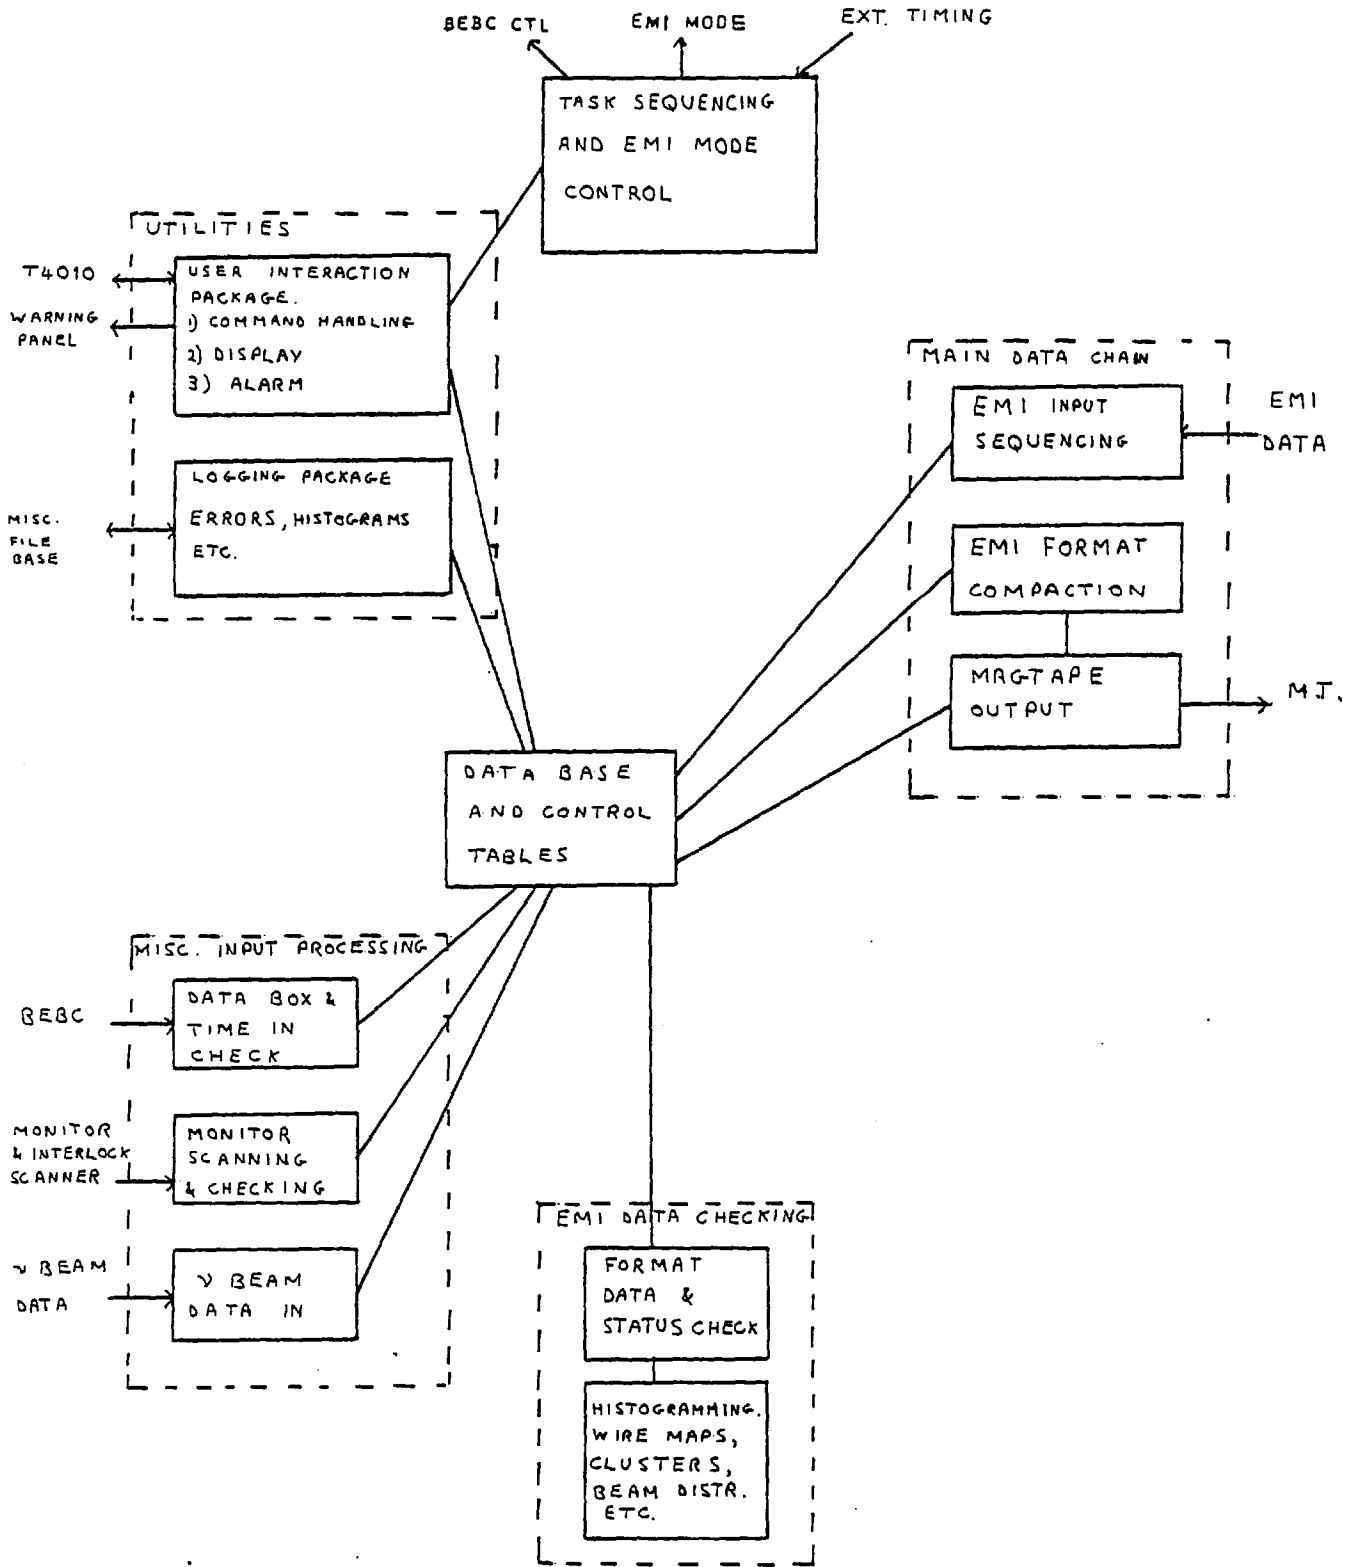 BEBC CTL
EMI MODE
EXT. TIMING
TASK SEQUENCING
AND EMI MODE
CONTROL
UTILITIES
T4010
WARNING
PANEL
USER INTERACTION
PACKAGE.
1) COMMAND HANDLING
2) DISPLAY
3) ALARM
MISC.
FILE
BASE
LOGGING PACKAGE
ERRORS, HISTOGRAMS
ETC.
MAIN DATA CHAIN
EMI INPUT
SEQUENCING
EMI
DATA
EMI FORMAT
COMPACTION
MAGTAPE
OUTPUT
M.T.
DATA BASE
AND CONTROL
TABLES
MISC. INPUT PROCESSING
BEBC
DATA BOX &
TIME IN
CHECK
MONITOR
& INTERLOCK
SCANNER
MONITOR
SCANNING
& CHECKING
ν BEAM
DATA
ν BEAM
DATA IN
EMI DATA CHECKING
FORMAT
DATA &
STATUS CHECK
HISTOGRAMMING.
WIRE MAPS,
CLUSTERS,
BEAM DISTR.
ETC.